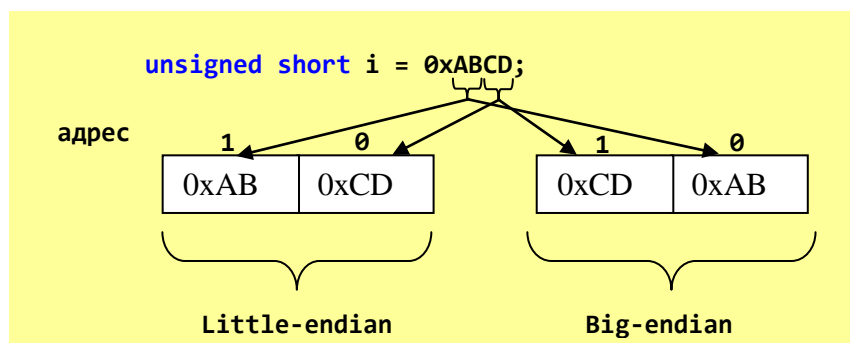 unsigned short i = 0xABCD;
адрес 1 0 1 0
0xAB 0xCD 0xCD 0xAB
Little-endian Big-endian